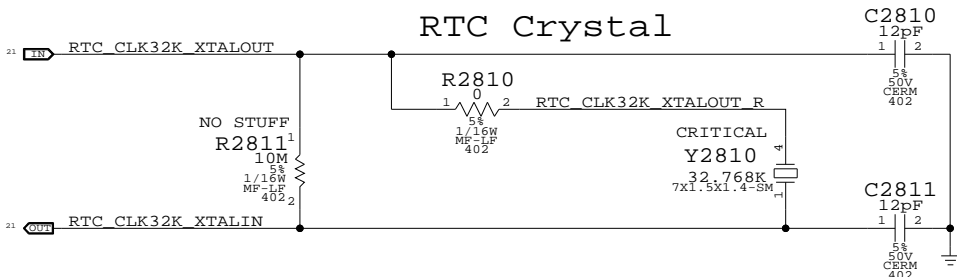 RTC Crystal
C2810
12pF
1 2
5%
50V
CERM
402
21 IN RTC_CLK32K_XTALOUT
R2810
0
1 2 RTC_CLK32K_XTALOUT_R
5%
1/16W
MF-LF
402
NO STUFF
R2811 1
10M
5%
1/16W
MF-LF
402
2
CRITICAL
4
Y2810
32.768K
7X1.5X1.4-SM
1
C2811
12pF
1 2
5%
50V
CERM
402
21 OUT RTC_CLK32K_XTALIN